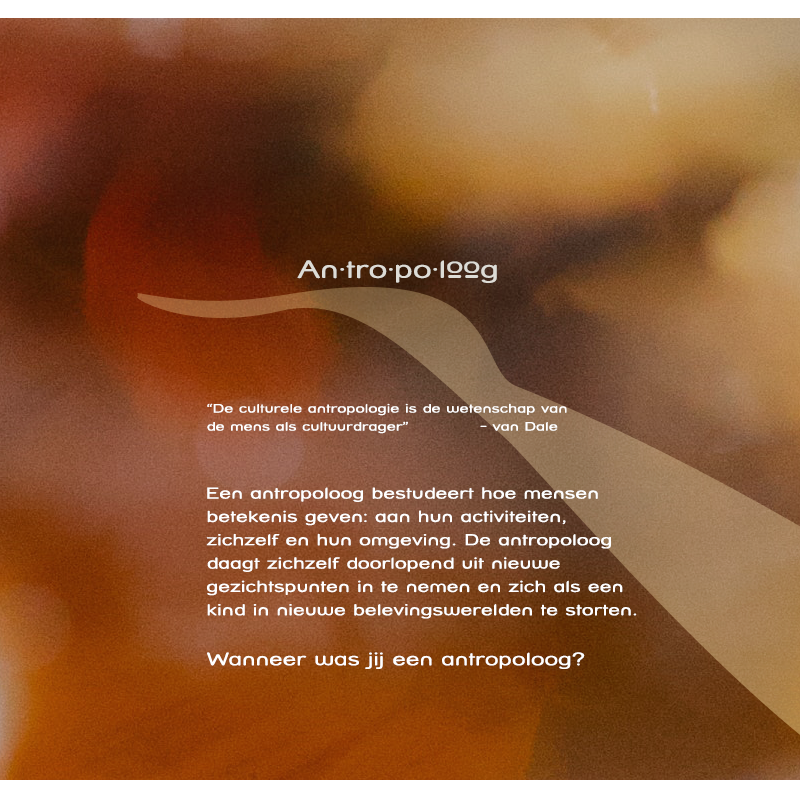 An·tro·po·loog
“De culturele antropologie is de wetenschap van
de mens als cultuurdrager” - van Dale
Een antropoloog bestudeert hoe mensen
betekenis geven: aan hun activiteiten,
zichzelf en hun omgeving. De antropoloog
daagt zichzelf doorlopend uit nieuwe
gezichtspunten in te nemen en zich als een
kind in nieuwe belevingswerelden te storten.
Wanneer was jij een antropoloog?